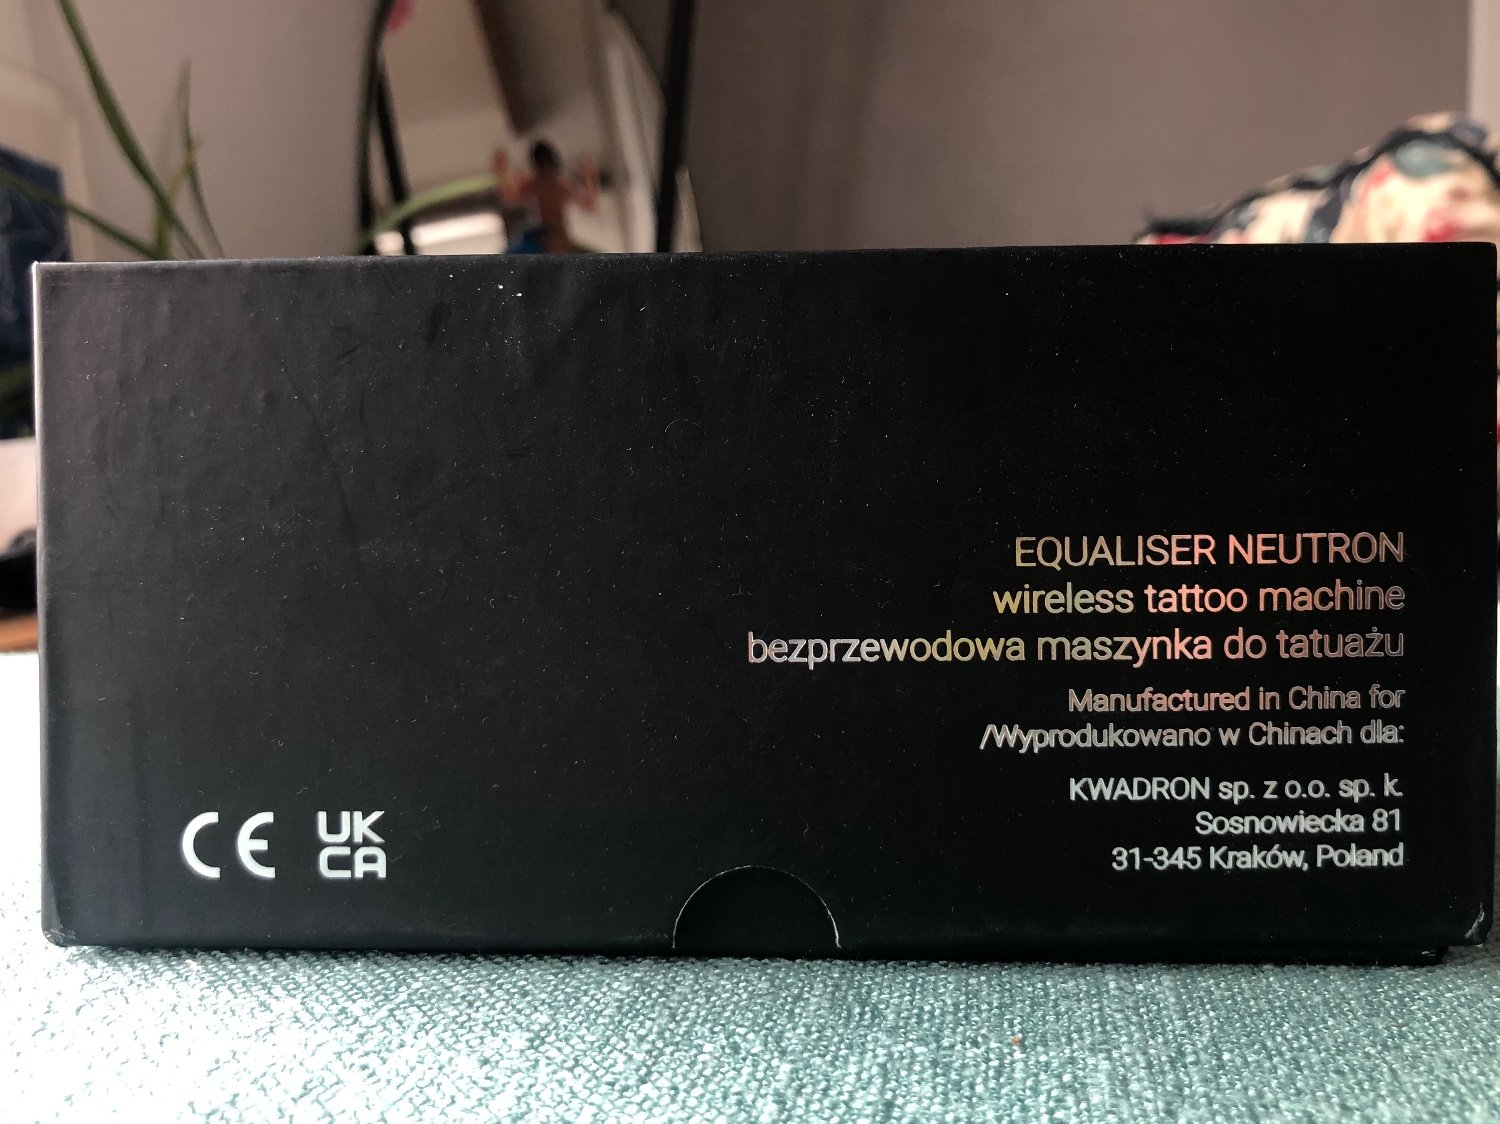 EQUALISER NEUTRON
wireless tattoo machine
bezprzewodowa maszynka do tatuażu
Manufactured in China for
/Wyprodukowano w Chinach dla:
KWADRON sp. z o.o. sp. k.
Sosnowiecka 81
31-345 Kraków, Poland
CE
UK
CA